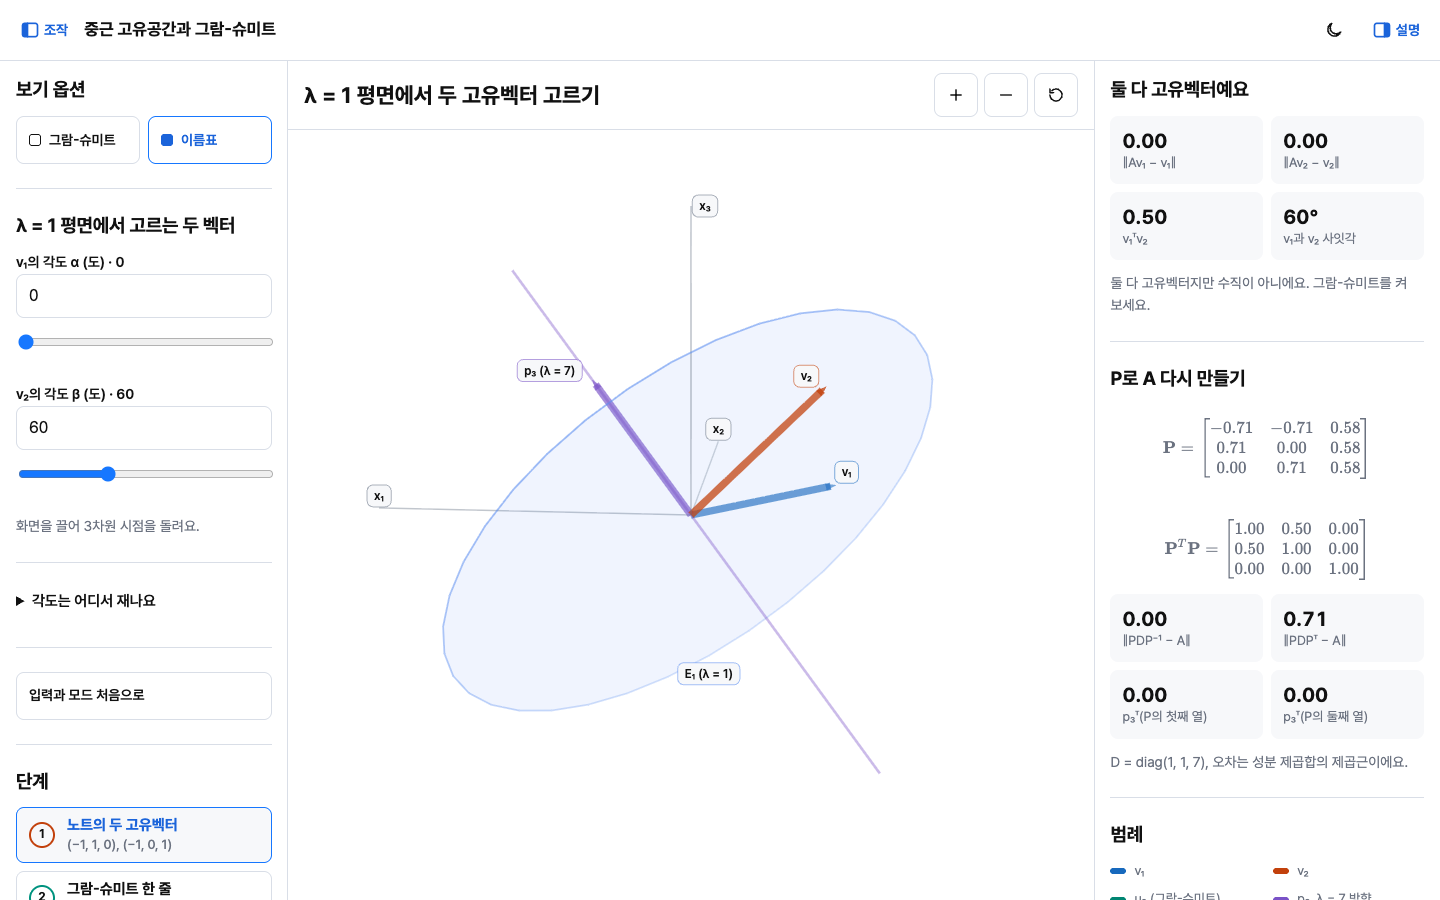 조작
중근 고유공간과 그람-슈미트
설명
보기 옵션
그람-슈미트
이름표
λ = 1 평면에서 고르는 두 벡터
v₁의 각도 α (도) · 0
0
v₂의 각도 β (도) · 60
60
화면을 끌어 3차원 시점을 돌려요.
▶ 각도는 어디서 재나요
입력과 모드 처음으로
단계
1
노트의 두 고유벡터
(−1, 1, 0), (−1, 0, 1)
2
그람-슈미트 한 줄
λ = 1 평면에서 두 고유벡터 고르기
x₃
p₃ (λ = 7)
v₂
x₂
v₁
x₁
E₁ (λ = 1)
둘 다 고유벡터예요
0.00
‖Av₁ − v₁‖
0.00
‖Av₂ − v₂‖
0.50
v₁ᵀv₂
60°
v₁과 v₂ 사잇각
둘 다 고유벡터지만 수직이 아니에요. 그람-슈미트를 켜
보세요.
P로 A 다시 만들기
P = [−0.71 −0.71 0.58
0.71 0.00 0.58
0.00 0.71 0.58]
PᵀP = [1.00 0.50 0.00
0.50 1.00 0.00
0.00 0.00 1.00]
0.00
‖PDP⁻¹ − A‖
0.71
‖PDPᵀ − A‖
0.00
p₃ᵀ(P의 첫째 열)
0.00
p₃ᵀ(P의 둘째 열)
D = diag(1, 1, 7), 오차는 성분 제곱합의 제곱근이에요.
범례
v₁
v₂
(그람-슈미트)
λ = 7 방향